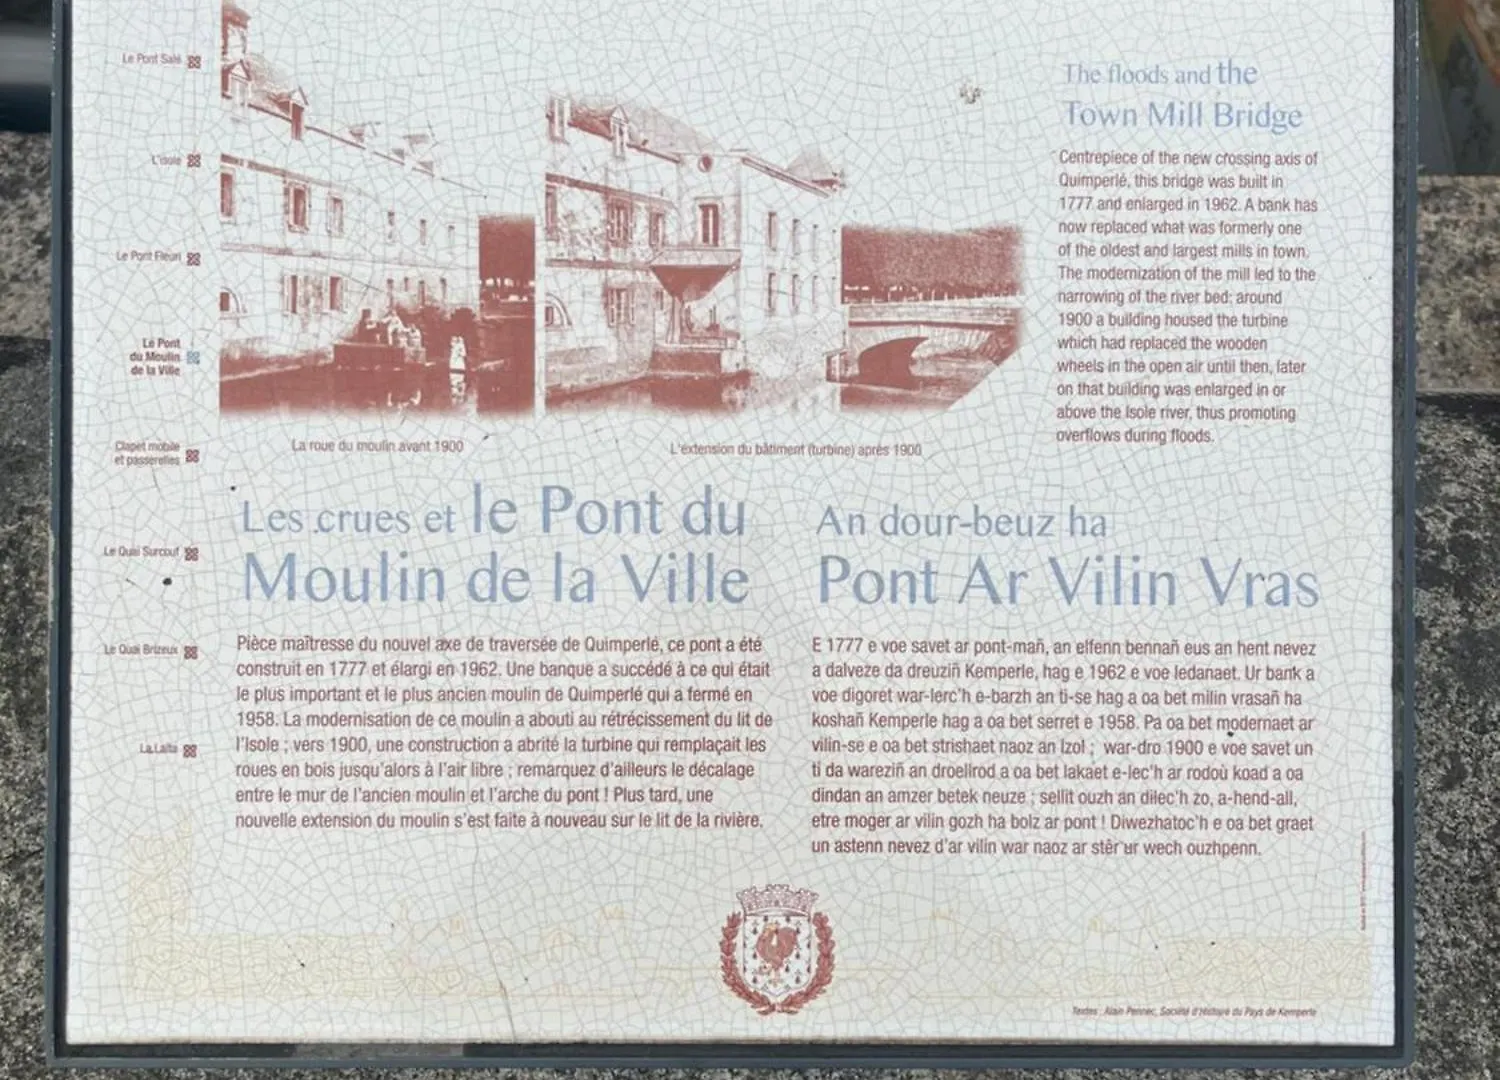 Le Pont Salé
L'Isole
Le Pont Fleuri
Le Pont
du Moulin
de la Ville
Clapet mobile
et passerelles
Le Quai Surcouf
Le Quai Brizeux
La Laïta
La roue du moulin avant 1900
L'extension du bâtiment (turbine) après 1900
The floods and the
Town Mill Bridge
Centrepiece of the new crossing axis of
Quimperlé, this bridge was built in
1777 and enlarged in 1962. A bank has
now replaced what was formerly one
of the oldest and largest mills in town.
The modernization of the mill led to the
narrowing of the river bed: around
1900 a building housed the turbine
which had replaced the wooden
wheels in the open air until then, later
on that building was enlarged in or
above the Isole river, thus promoting
overflows during floods.
Les crues et le Pont du
Moulin de la Ville
Pièce maîtresse du nouvel axe de traversée de Quimperlé, ce pont a été
construit en 1777 et élargi en 1962. Une banque a succédé à ce qui était
le plus important et le plus ancien moulin de Quimperlé qui a fermé en
1958. La modernisation de ce moulin a abouti au rétrécissement du lit de
l'Isole ; vers 1900, une construction a abrité la turbine qui remplaçait les
roues en bois jusqu'alors à l'air libre ; remarquez d'ailleurs le décalage
entre le mur de l'ancien moulin et l'arche du pont ! Plus tard, une
nouvelle extension du moulin s'est faite à nouveau sur le lit de la rivière.
An dour-beuz ha
Pont Ar Vilin Vras
E 1777 e voe savet ar pont-mañ, an elfenn bennañ eus an hent nevez
a dalveze da dreuziñ Kemperle, hag e 1962 e voe ledanaet. Ur bank a
voe digoret war-lerc'h e-barzh an ti-se hag a oa bet milin vrasañ ha
koshañ Kemperle hag a oa bet serret e 1958. Pa oa bet modernaet ar
vilin-se e oa bet strishaet naoz an Izol ; war-dro 1900 e voe savet un
ti da wareziñ an droellrod a oa bet lakaet e-lec'h ar rodoù koad a oa
dindan an amzer betek neuze ; sellit ouzh an dilec'h zo, a-hend-all,
etre moger ar vilin gozh ha bolz ar pont ! Diwezhatoc'h e oa bet graet
un astenn nevez d'ar vilin war naoz ar stêr ur wech ouzhpenn.
Textes : Alain Pennec, Société d'Histoire du Pays de Kemperle